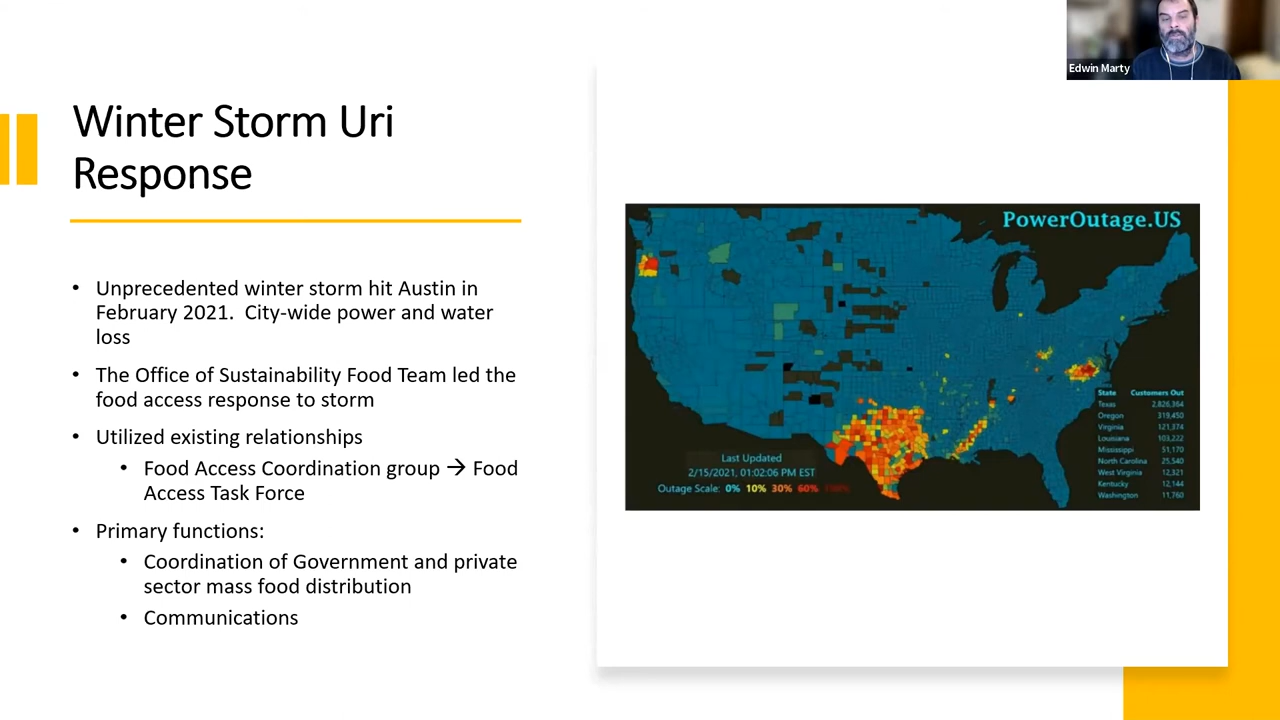 Edwin Marty
Winter Storm Uri
Response
• Unprecedented winter storm hit Austin in
February 2021.  City-wide power and water
loss
• The Office of Sustainability Food Team led the
food access response to storm
• Utilized existing relationships
• Food Access Coordination group → Food
Access Task Force
• Primary functions:
• Coordination of Government and private
sector mass food distribution
• Communications
PowerOutage.US
State Customers Out
Texas 2,826,364
Oregon 319,450
Virginia 121,374
Louisiana 103,222
Mississippi 51,170
North Carolina 25,540
West Virginia 12,321
Kentucky 12,144
Washington 11,760
Last Updated
2/15/2021, 01:02:06 PM EST
Outage Scale: 0% 10% 30% 60% 100%